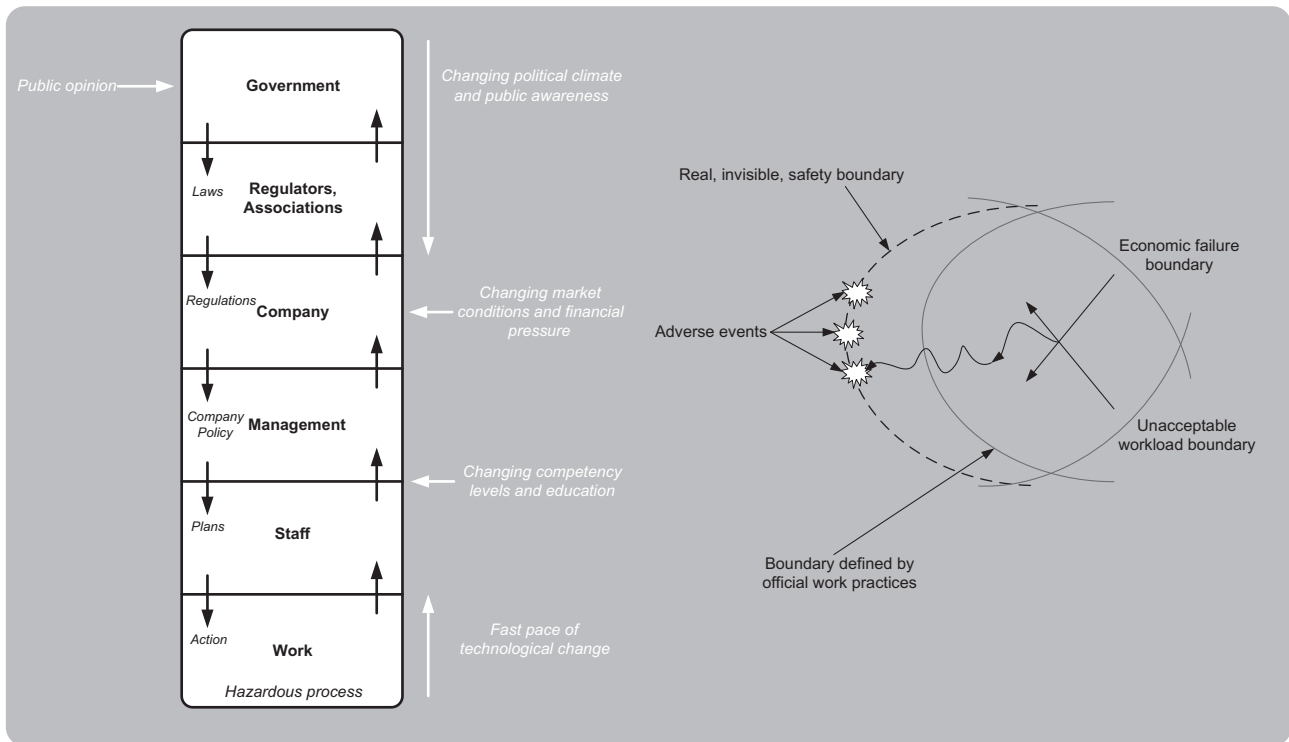 Public opinion
Government
Changing political climate
and public awareness
Laws
Regulators,
Associations
Regulations
Company
Changing market
conditions and financial
pressure
Company
Policy
Management
Changing competency
levels and education
Plans
Staff
Action
Work
Fast pace of
technological change
Hazardous process
Real, invisible, safety boundary
Economic failure
boundary
Adverse events
Unacceptable
workload boundary
Boundary defined by
official work practices